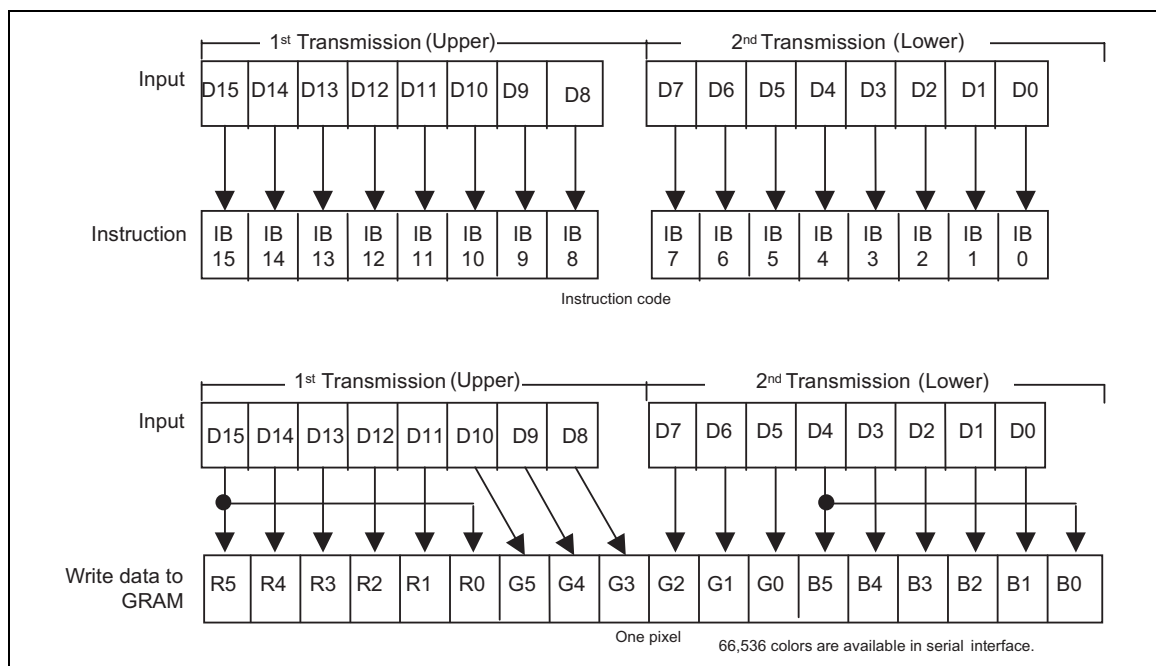 1st Transmission (Upper) 2nd Transmission (Lower)
Input D15 D14 D13 D12 D11 D10 D9 D8 D7 D6 D5 D4 D3 D2 D1 D0
Instruction IB 15 IB 14 IB 13 IB 12 IB 11 IB 10 IB 9 IB 8 IB 7 IB 6 IB 5 IB 4 IB 3 IB 2 IB 1 IB 0
Instruction code
1st Transmission (Upper) 2nd Transmission (Lower)
Input D15 D14 D13 D12 D11 D10 D9 D8 D7 D6 D5 D4 D3 D2 D1 D0
Write data to
GRAM
R5 R4 R3 R2 R1 R0 G5 G4 G3 G2 G1 G0 B5 B4 B3 B2 B1 B0
One pixel
66,536 colors are available in serial interface.